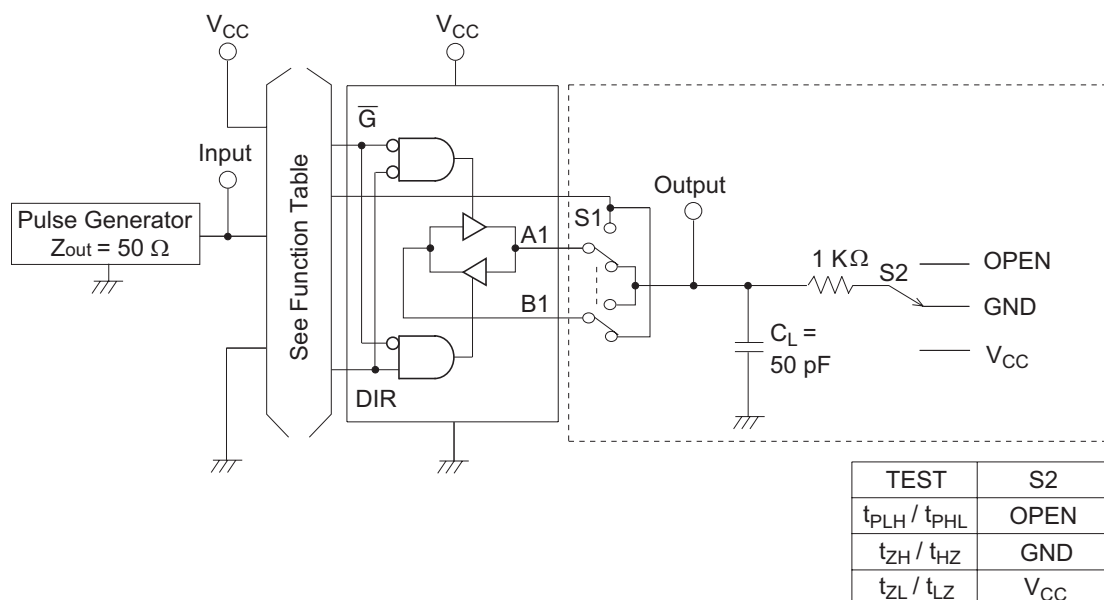 VCC
VCC
G
Input
See Function Table
Output
Pulse Generator
Zout = 50 Ω
S1
A1
1 KΩ
S2
OPEN
GND
B1
CL =
50 pF
VCC
DIR
TEST S2
tPLH / tPHL OPEN
tZH / tHZ GND
tZL / tLZ VCC